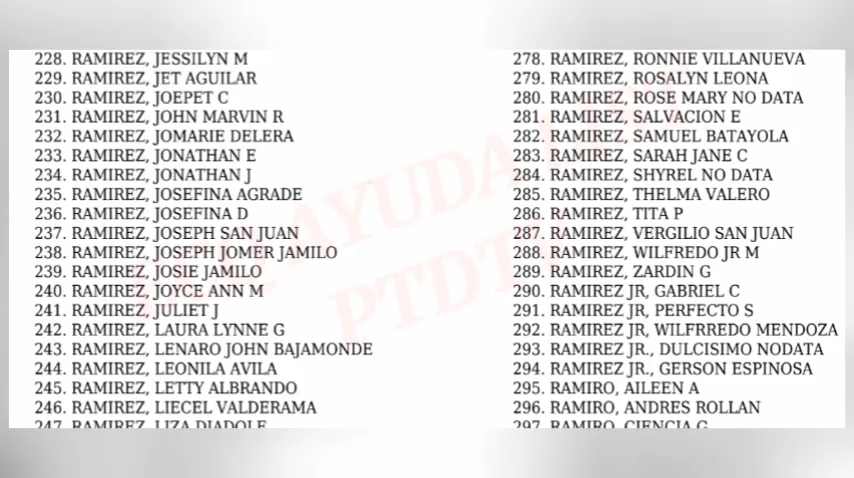 228. RAMIREZ, JESSILYN M
229. RAMIREZ, JET AGUILAR
230. RAMIREZ, JOEPET C
231. RAMIREZ, JOHN MARVIN R
232. RAMIREZ, JOMARIE DELERA
233. RAMIREZ, JONATHAN E
234. RAMIREZ, JONATHAN J
235. RAMIREZ, JOSEFINA AGRADE
236. RAMIREZ, JOSEFINA D
237. RAMIREZ, JOSEPH SAN JUAN
238. RAMIREZ, JOSEPH JOMER JAMILO
239. RAMIREZ, JOSIE JAMILO
240. RAMIREZ, JOYCE ANN M
241. RAMIREZ, JULIET J
242. RAMIREZ, LAURA LYNNE G
243. RAMIREZ, LENARO JOHN BAJAMONDE
244. RAMIREZ, LEONILA AVILA
245. RAMIREZ, LETTY ALBRANDO
246. RAMIREZ, LIECEL VALDERAMA
247. RAMIREZ, LIZA DIADOLE
278. RAMIREZ, RONNIE VILLANUEVA
279. RAMIREZ, ROSALYN LEONA
280. RAMIREZ, ROSE MARY NO DATA
281. RAMIREZ, SALVACION E
282. RAMIREZ, SAMUEL BATAYOLA
283. RAMIREZ, SARAH JANE C
284. RAMIREZ, SHYREL NO DATA
285. RAMIREZ, THELMA VALERO
286. RAMIREZ, TITA P
287. RAMIREZ, VERGILIO SAN JUAN
288. RAMIREZ, WILFREDO JR M
289. RAMIREZ, ZARDIN G
290. RAMIREZ JR, GABRIEL C
291. RAMIREZ JR, PERFECTO S
292. RAMIREZ JR, WILFRREDO MENDOZA
293. RAMIREZ JR., DULCISIMO NODATA
294. RAMIREZ JR., GERSON ESPINOSA
295. RAMIRO, AILEEN A
296. RAMIRO, ANDRES ROLLAN
297. RAMIRO, CIENCIA G
AYUDA